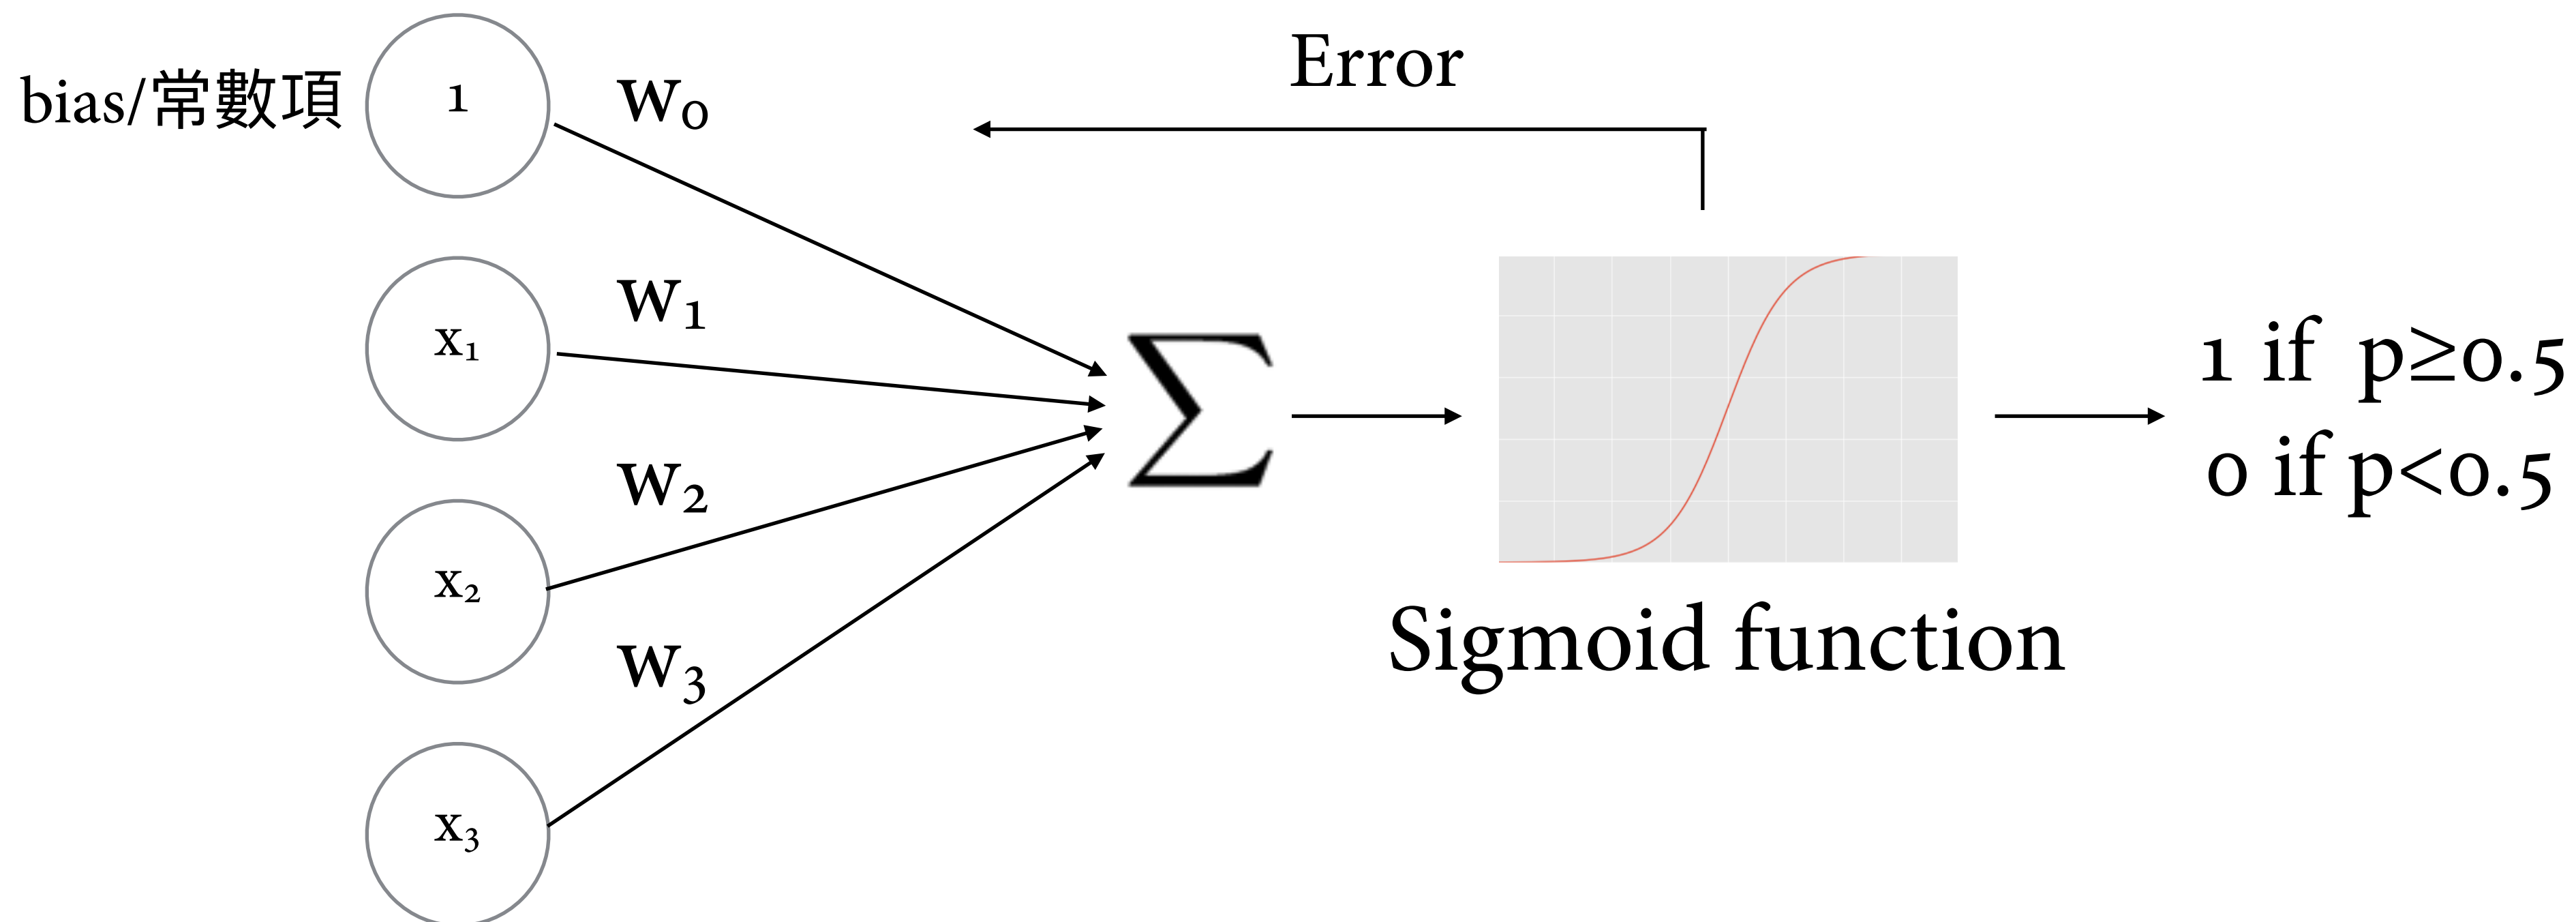 bias/常數項
1
w₀
Error
x₁
w₁
x₂
w₂
x₃
w₃
∑
Sigmoid function
1 if p≥0.5
0 if p<0.5